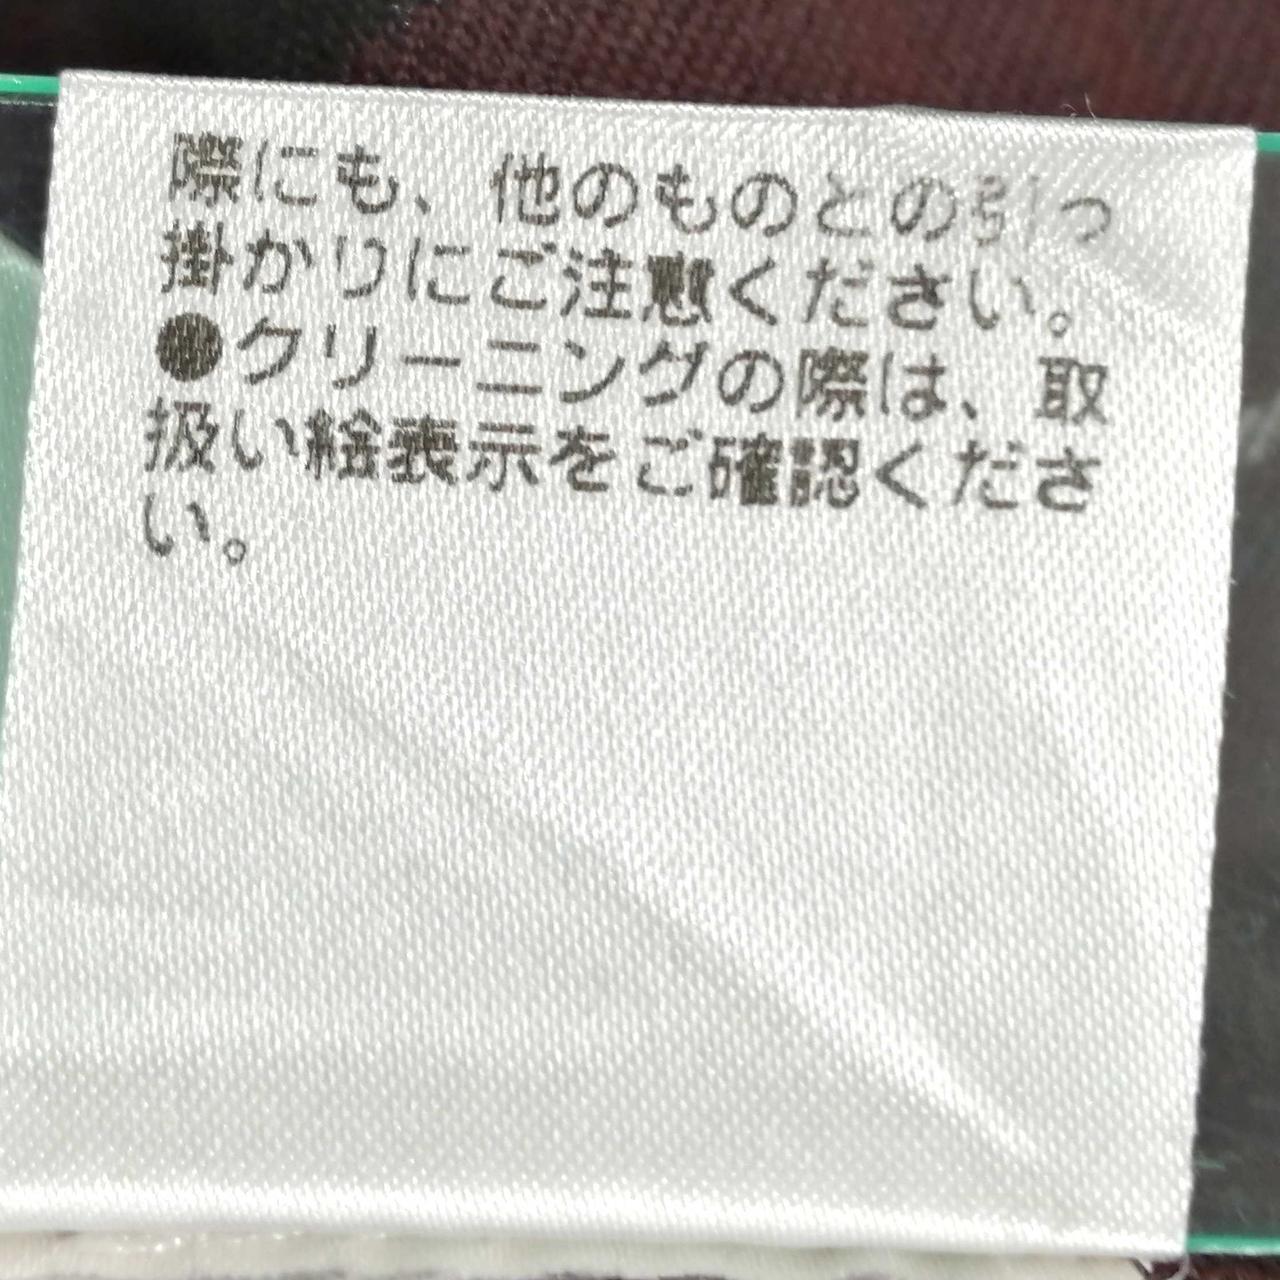 際にも、他のものとの引っ
掛かりにご注意ください。
●クリーニングの際は、取
扱い絵表示をご確認くださ
い。